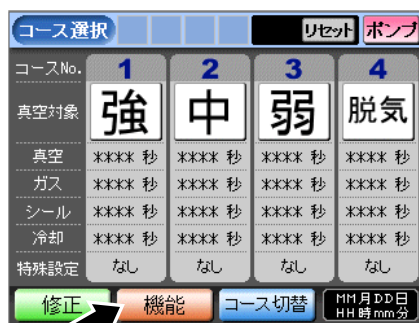 コース選択 リセット ポンプ
コースNo. 1 2 3 4
真空対象 強 中 弱 脱気
真空 **** 秒 **** 秒 **** 秒 **** 秒
ガス **** 秒 **** 秒 **** 秒 **** 秒
シール **** 秒 **** 秒 **** 秒 **** 秒
冷却 **** 秒 **** 秒 **** 秒 **** 秒
特殊設定 なし なし なし なし
修正 機能 コース切替 MM月DD日
HH時mm分